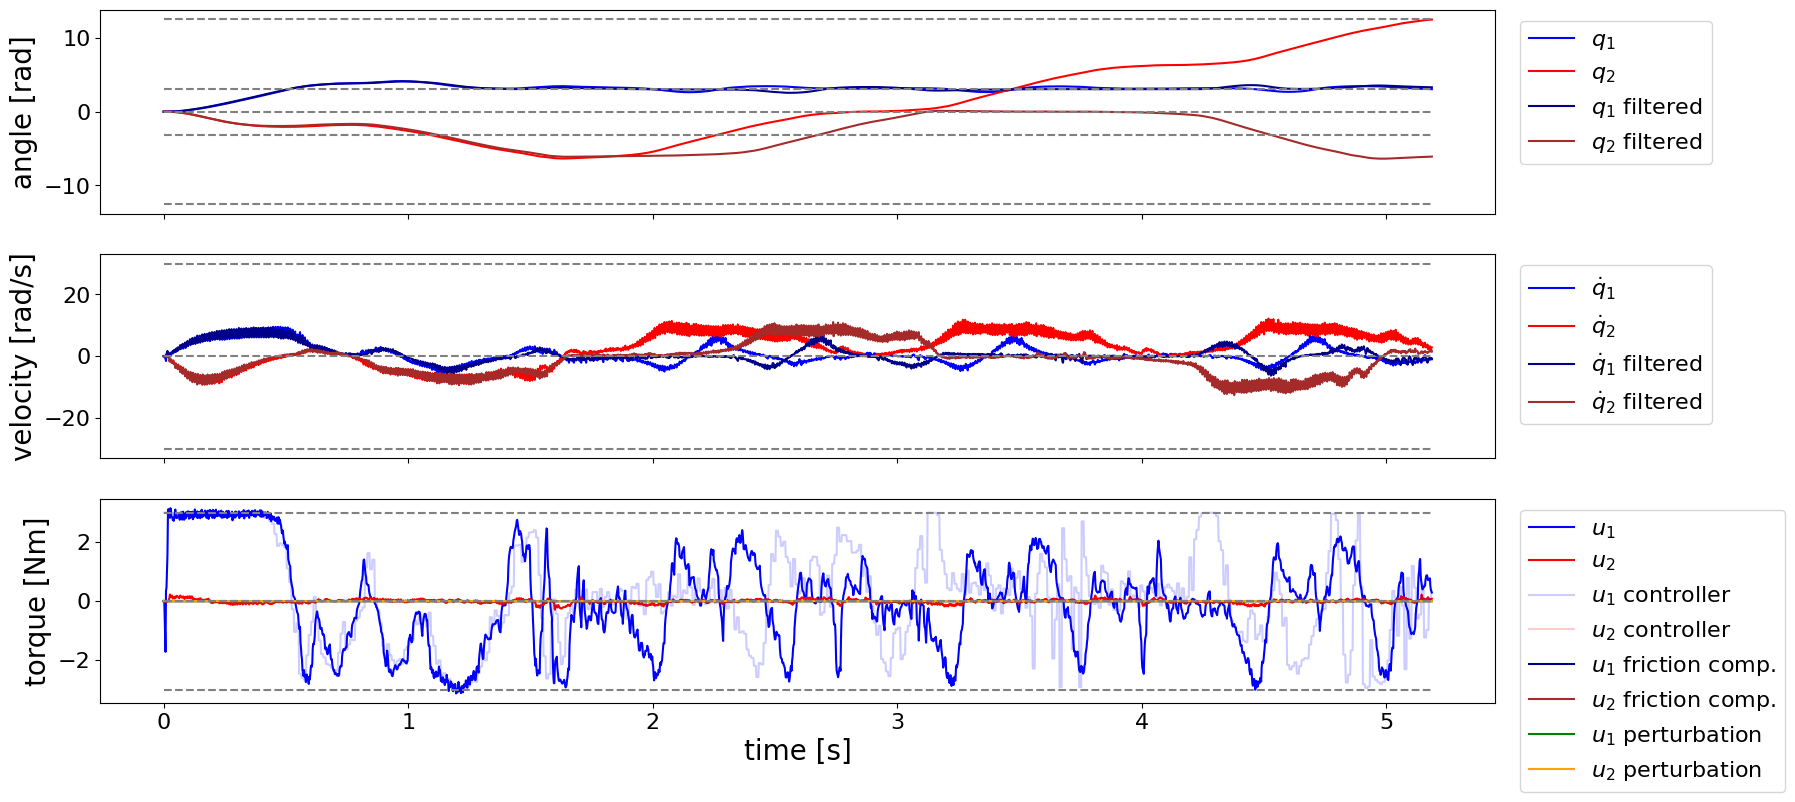 angle [rad]
10
0
−10
q₁
q₂
q₁ filtered
q₂ filtered
velocity [rad/s]
20
0
−20
q̇₁
q̇₂
q̇₁ filtered
q̇₂ filtered
torque [Nm]
2
0
−2
0
1
2
3
4
5
time [s]
u₁
u₂
u₁ controller
u₂ controller
u₁ friction comp.
u₂ friction comp.
u₁ perturbation
u₂ perturbation